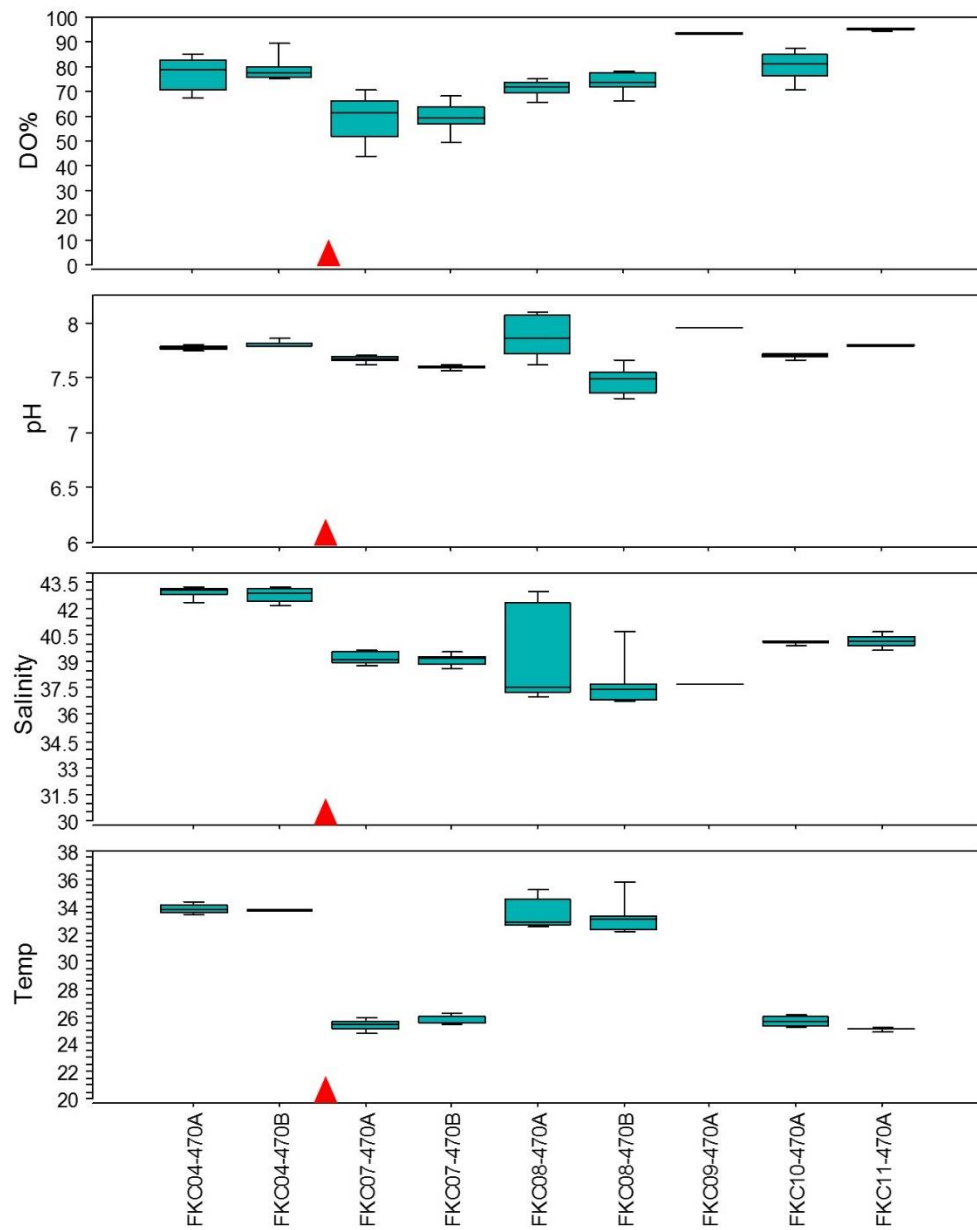 DO%
100
90
80
70
60
50
40
30
20
10
0
pH
8
7.5
7
6.5
6
Salinity
43.5
42
40.5
39
37.5
36
34.5
33
31.5
30
Temp
38
36
34
32
30
28
26
24
22
20
FKC04-470A
FKC04-470B
FKC07-470A
FKC07-470B
FKC08-470A
FKC08-470B
FKC09-470A
FKC10-470A
FKC11-470A